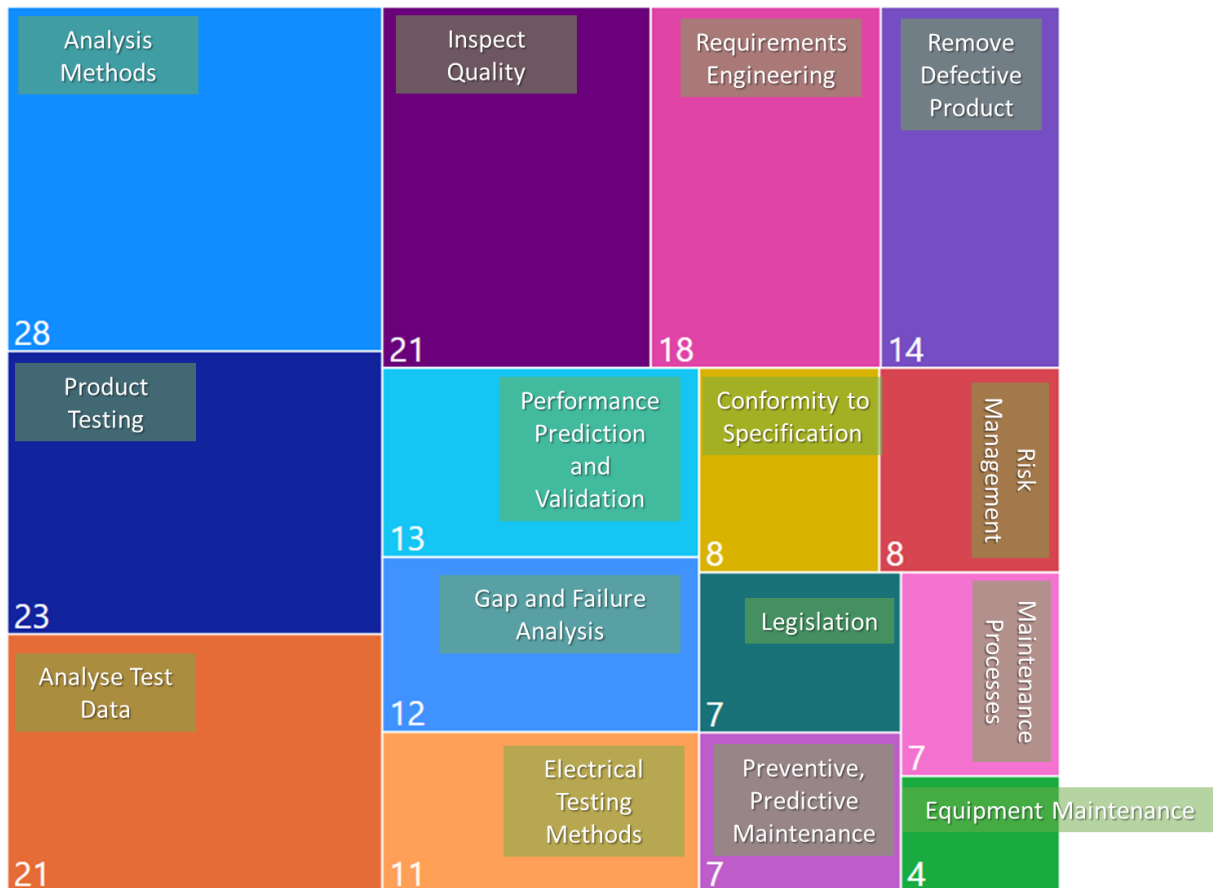 Analysis
Methods
28
Inspect
Quality
21
Requirements
Engineering
18
Remove
Defective
Product
14
Product
Testing
23
Performance
Prediction
and
Validation
13
Conformity to
Specification
8
Risk
Management
8
Gap and Failure
Analysis
12
Legislation
7
Maintenance
Processes
7
Analyse Test
Data
21
Electrical
Testing
Methods
11
Preventive,
Predictive
Maintenance
7
Equipment Maintenance
4